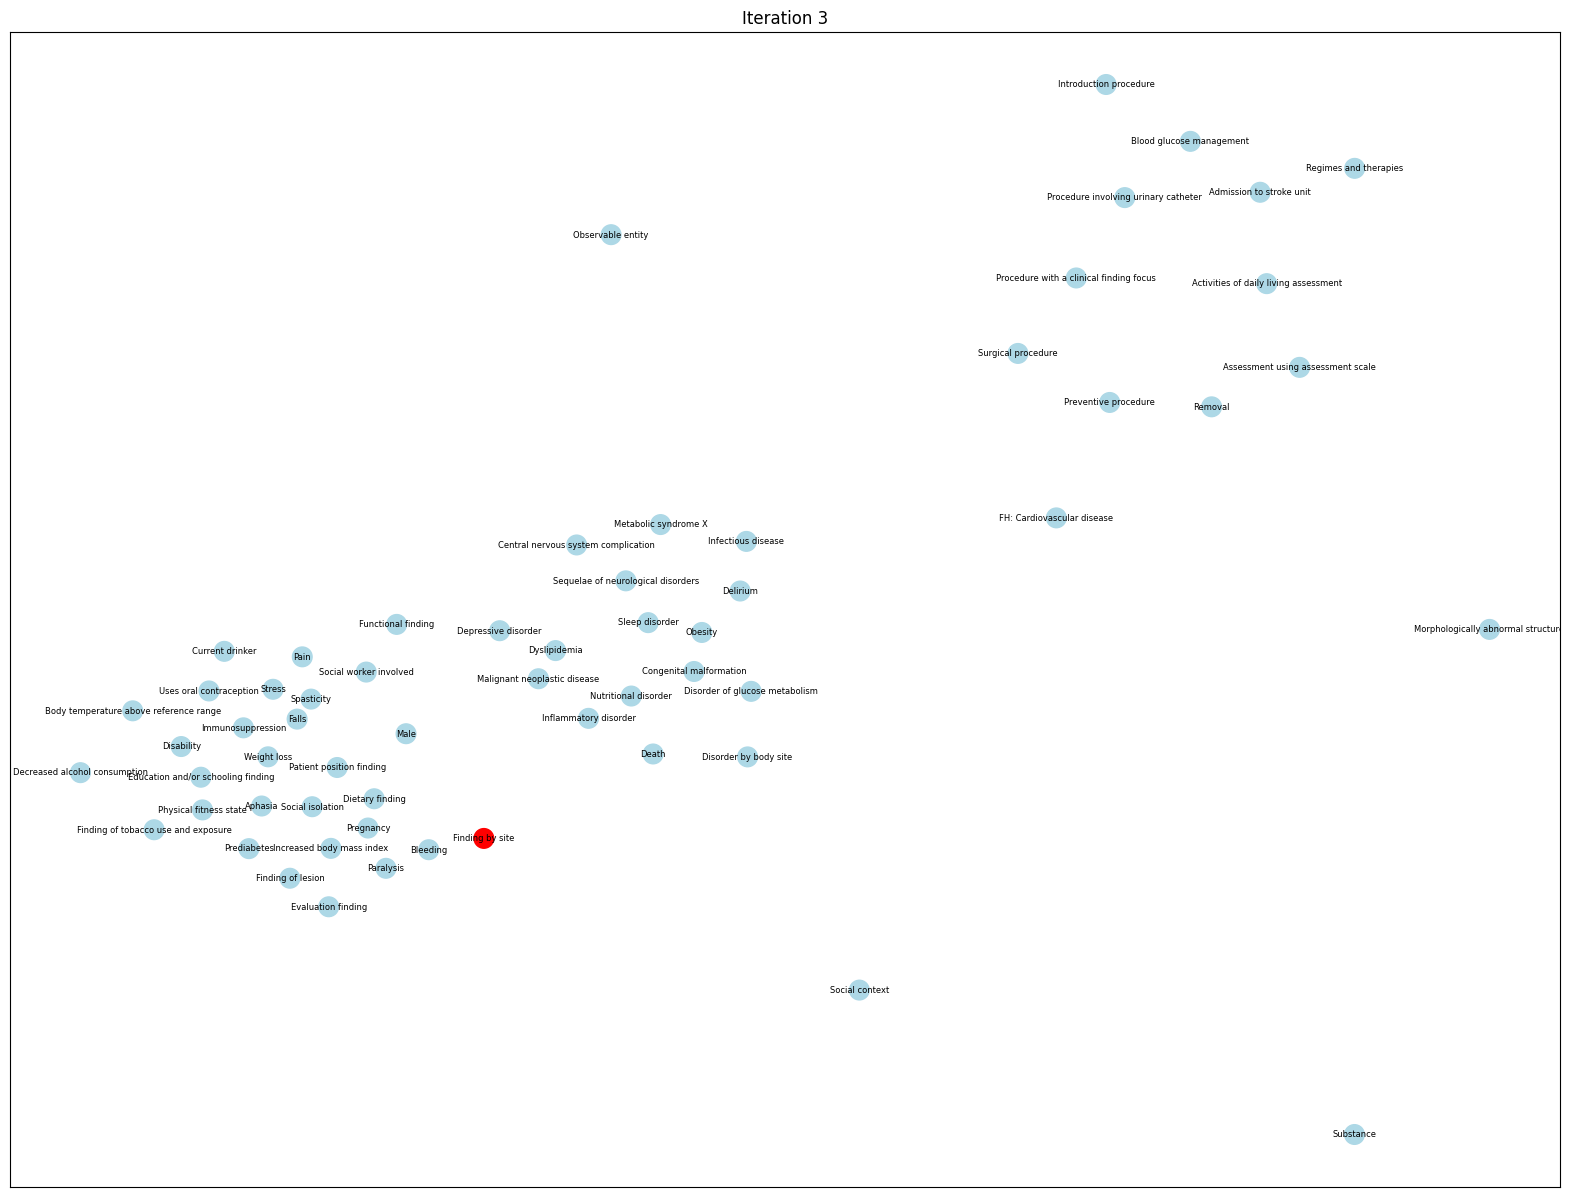 Iteration 3
Introduction procedure
Blood glucose management
Regimes and therapies
Admission to stroke unit
Procedure involving urinary catheter
Observable entity
Procedure with a clinical finding focus
Activities of daily living assessment
Surgical procedure
Assessment using assessment scale
Preventive procedure
Removal
FH: Cardiovascular disease
Metabolic syndrome X
Infectious disease
Central nervous system complication
Sequelae of neurological disorders
Delirium
Sleep disorder
Functional finding
Morphologically abnormal structure
Depressive disorder
Obesity
Dyslipidemia
Current drinker
Pain
Social worker involved
Congenital malformation
Malignant neoplastic disease
Stress
Uses oral contraception
Disorder of glucose metabolism
Nutritional disorder
Spasticity
Body temperature above reference range
Inflammatory disorder
Falls
Immunosuppression
Male
Disability
Death
Weight loss
Disorder by body site
Patient position finding
Decreased alcohol consumption
Education and/or schooling finding
Dietary finding
Aphasia
Social isolation
Physical fitness state
Pregnancy
Finding of tobacco use and exposure
Finding by site
Prediabetes
Increased body mass index
Bleeding
Paralysis
Finding of lesion
Evaluation finding
Social context
Substance